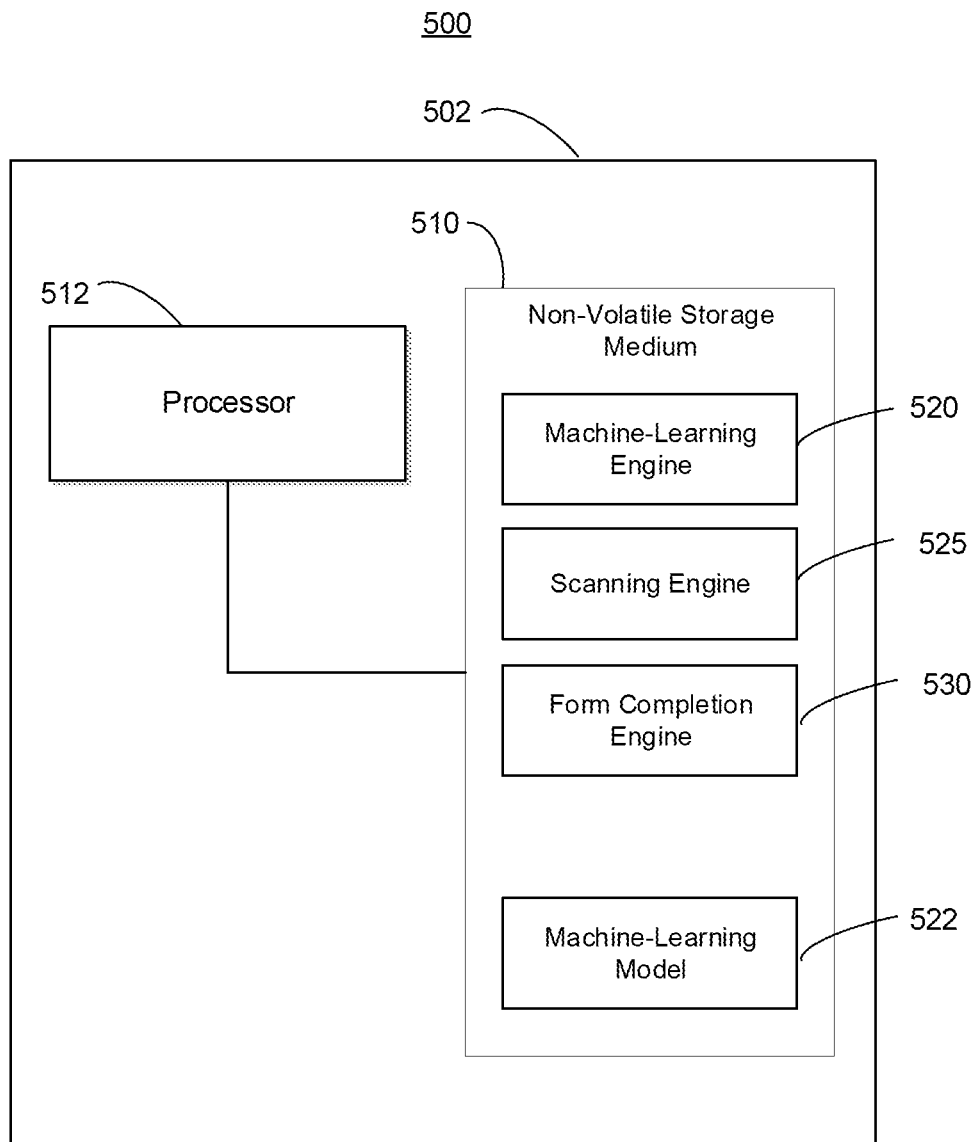 500
502
510
512
Non-Volatile Storage
Medium
Processor
520
Machine-Learning
Engine
525
Scanning Engine
530
Form Completion
Engine
522
Machine-Learning
Model